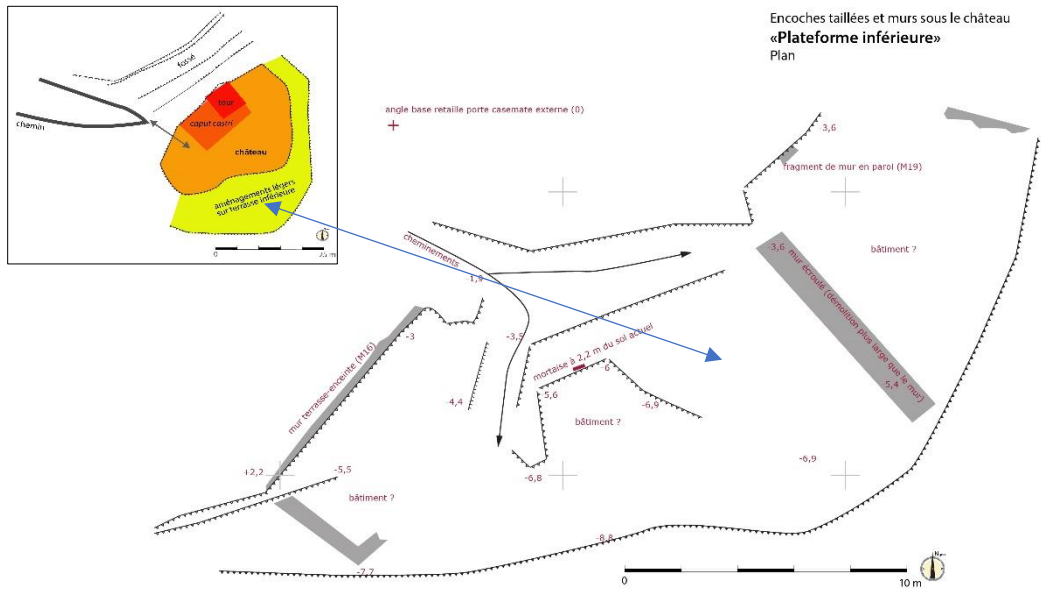 Encoches taillées et murs sous le château
«Plateforme inférieure»
Plan
fossé
tour
caput castri
chemin
château
aménagements légers
sur terrasse inférieure
0
angle base retaille porte casemate externe (0)
-3,6
fragment de mur en paroi (M19)
cheminements
-3,6
mur écroulé (démolition plus large que le mur)
5,4
bâtiment ?
-3
-3,5
mortaise à 2,2 m du sol actuel
6
mur terrasse-enceinte (M16)
-4,4
5,6
-6,9
bâtiment ?
+2,2
-5,5
-6,8
-6,9
bâtiment ?
-8,8
-7,7
0
10 m